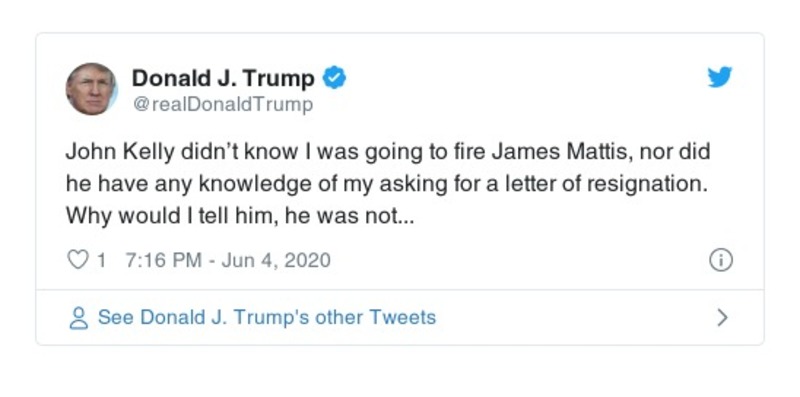 Donald J. Trump
@realDonaldTrump
John Kelly didn’t know I was going to fire James Mattis, nor did
he have any knowledge of my asking for a letter of resignation.
Why would I tell him, he was not...
1 7:16 PM - Jun 4, 2020
See Donald J. Trump's other Tweets